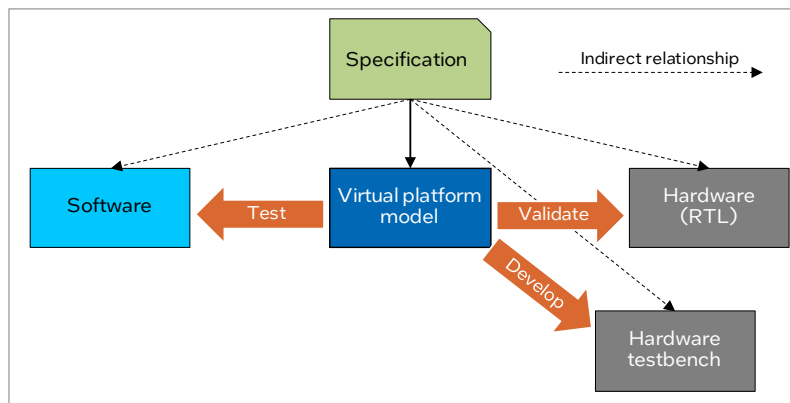 Specification
Indirect relationship
Software
Test
Virtual platform
model
Validate
Hardware
(RTL)
Develop
Hardware
testbench